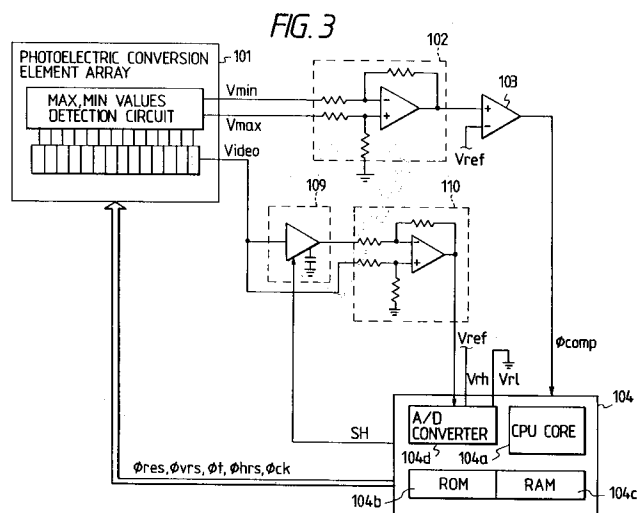 FIG. 3
PHOTOELECTRIC CONVERSION
ELEMENT ARRAY
101
MAX, MIN VALUES
DETECTION CIRCUIT
Vmin
Vmax
Video
102
103
Vref
109
110
Vref
Vrh
Vrl
φcomp
104
SH
A/D
CONVERTER
104d
104a
CPU CORE
φres, φvrs, φt, φhrs, φck
104b
ROM
RAM
104c